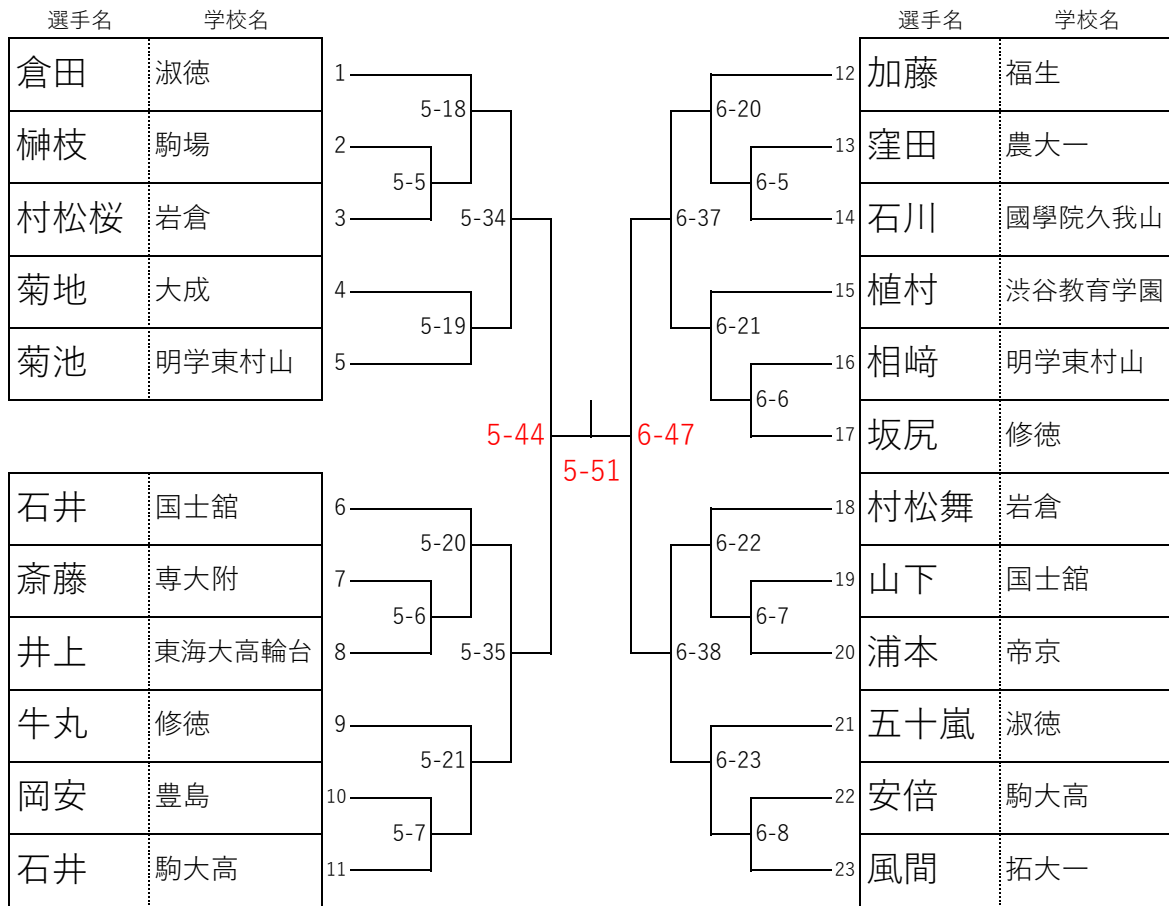 選手名 学校名
倉田 淑徳 1
榊枝 駒場 2
村松桜 岩倉 3
菊地 大成 4
菊池 明学東村山 5
石井 国士舘 6
斎藤 専大附 7
井上 東海大高輪台 8
牛丸 修徳 9
岡安 豊島 10
石井 駒大高 11
5-18
5-5
5-34
5-19
5-44
5-20
5-6
5-35
5-21
5-7
5-51
選手名 学校名
12 加藤 福生
13 窪田 農大一
14 石川 國學院久我山
15 植村 渋谷教育学園
16 相﨑 明学東村山
17 坂尻 修徳
18 村松舞 岩倉
19 山下 国士舘
20 浦本 帝京
21 五十嵐 淑徳
22 安倍 駒大高
23 風間 拓大一
6-20
6-5
6-37
6-21
6-6
6-47
6-22
6-7
6-38
6-23
6-8